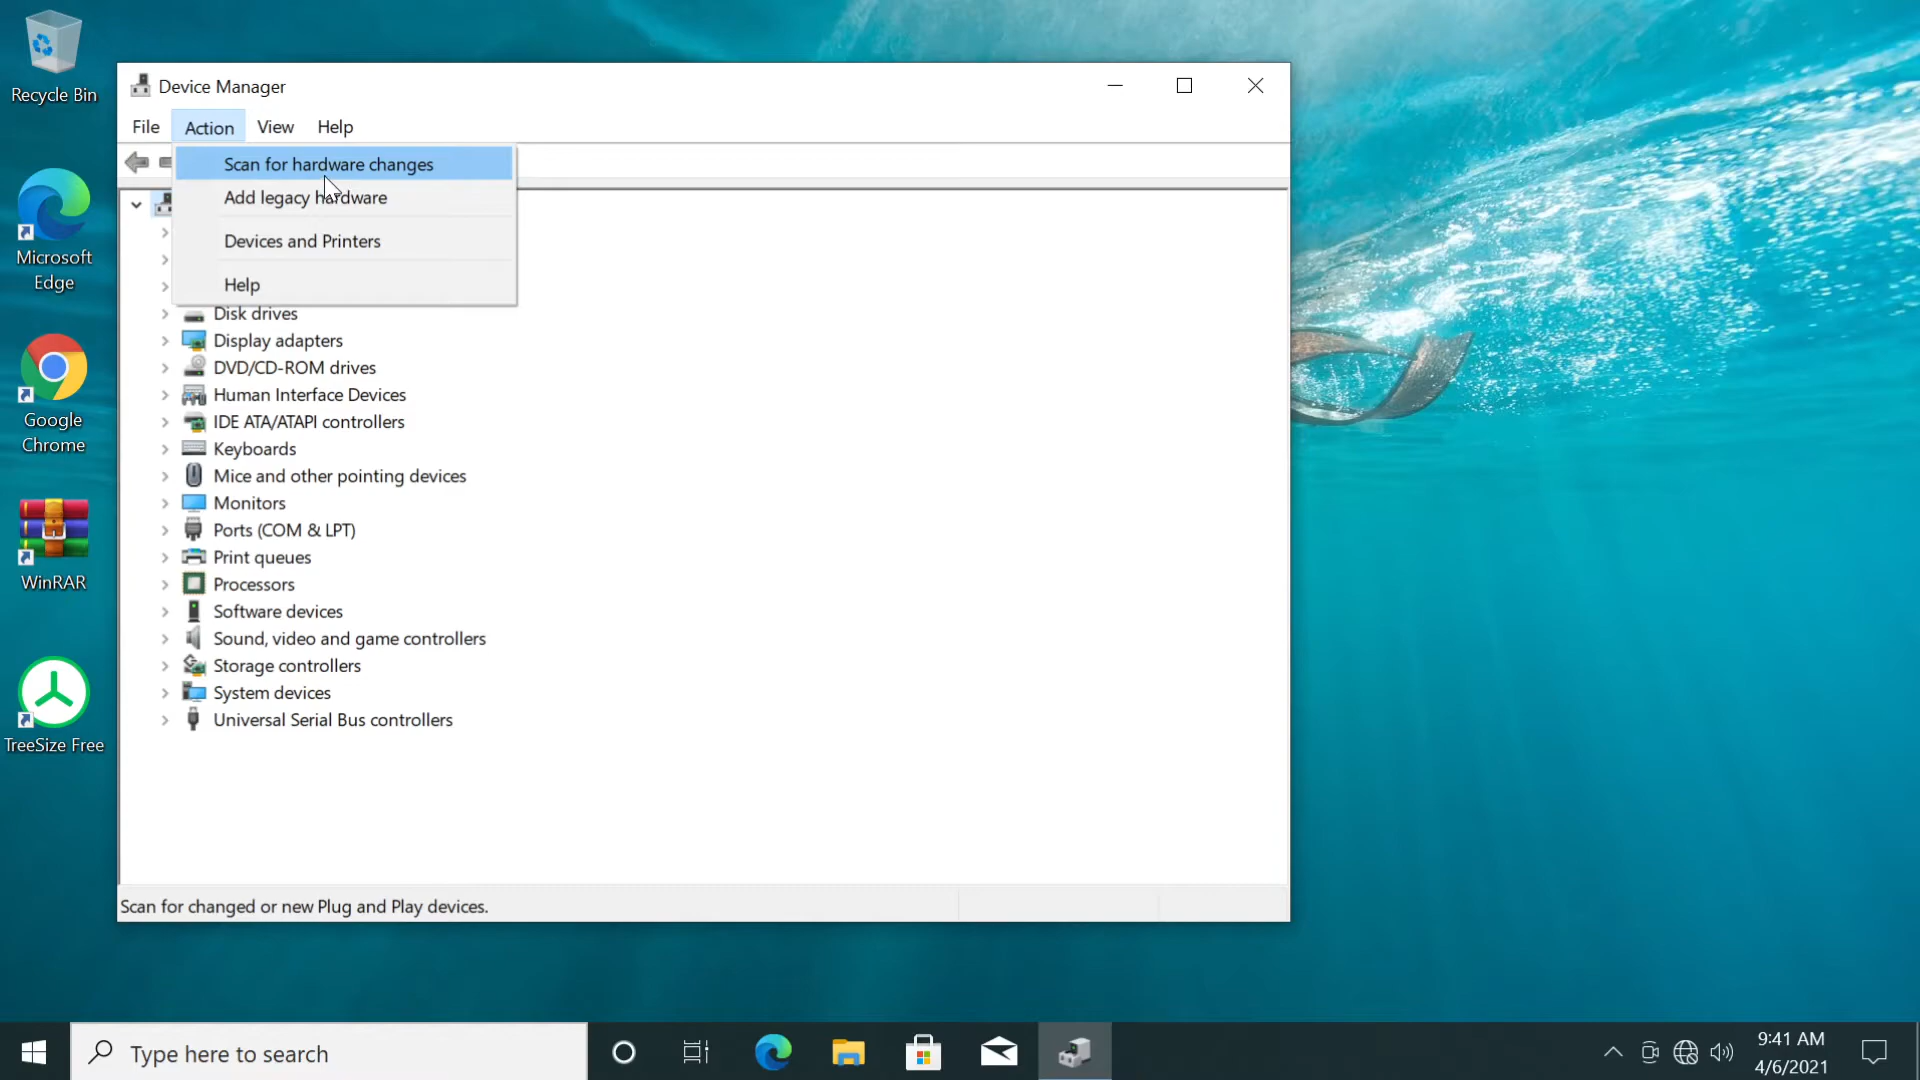 Recycle Bin
Microsoft
Edge
Google
Chrome
WinRAR
TreeSize Free
Device Manager
File Action View Help
Scan for hardware changes
Add legacy hardware
Devices and Printers
Help
Disk drives
Display adapters
DVD/CD-ROM drives
Human Interface Devices
IDE ATA/ATAPI controllers
Keyboards
Mice and other pointing devices
Monitors
Ports (COM & LPT)
Print queues
Processors
Software devices
Sound, video and game controllers
Storage controllers
System devices
Universal Serial Bus controllers
Scan for changed or new Plug and Play devices.
Type here to search
9:41 AM
4/6/2021